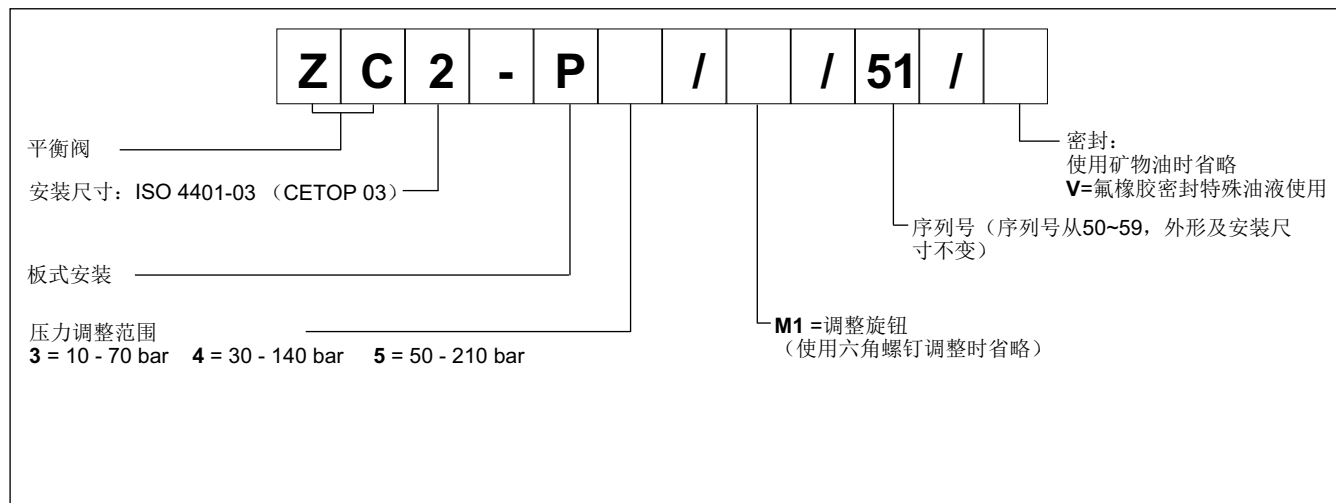 ZC2-P / / 51 /
平衡阀
安装尺寸：ISO 4401-03 （CETOP 03）
板式安装
压力调整范围
3 = 10 - 70 bar 4 = 30 - 140 bar 5 = 50 - 210 bar
密封：
使用矿物油时省略
V=氟橡胶密封特殊油液使用
序列号（序列号从50~59，外形及安装尺
寸不变）
M1 =调整旋钮
（使用六角螺钉调整时省略）